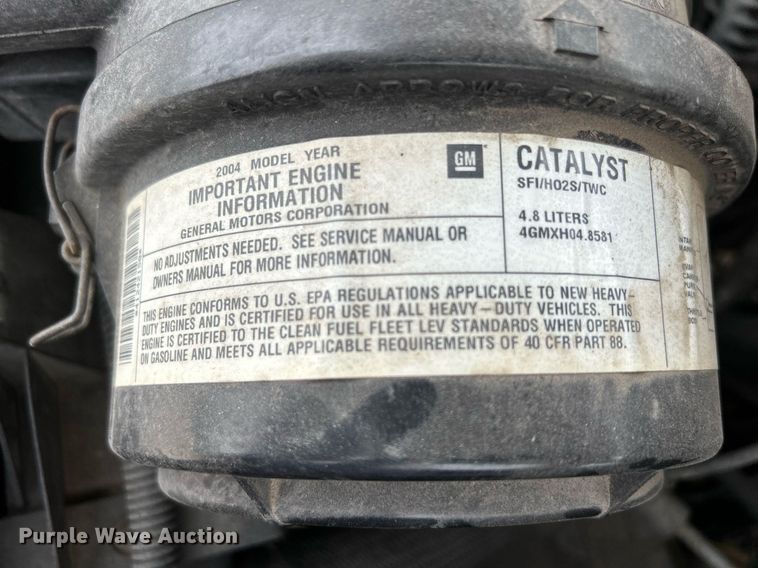 ALIGN ARROWS FOR PROPER
2004 MODEL YEAR
IMPORTANT ENGINE
INFORMATION
GENERAL MOTORS CORPORATION
GM
CATALYST
SFI/HO2S/TWC
4.8 LITERS
4GMXH04.8581
NO ADJUSTMENTS NEEDED. SEE SERVICE MANUAL OR
OWNERS MANUAL FOR MORE INFORMATION.
THIS ENGINE CONFORMS TO U.S. EPA REGULATIONS APPLICABLE TO NEW HEAVY-
DUTY ENGINES AND IS CERTIFIED FOR USE IN ALL HEAVY-DUTY VEHICLES. THIS
ENGINE IS CERTIFIED TO THE CLEAN FUEL FLEET LEV STANDARDS WHEN OPERATED
ON GASOLINE AND MEETS ALL APPLICABLE REQUIREMENTS OF 40 CFR PART 88.
Purple Wave Auction